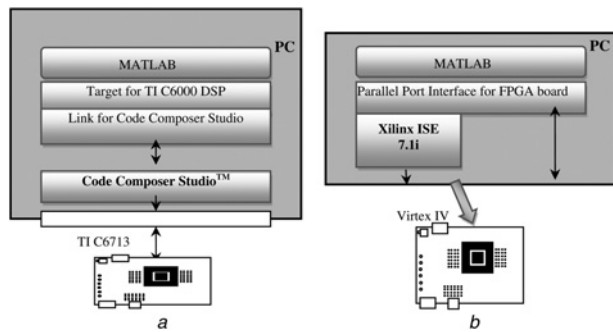 PC
MATLAB
Target for TI C6000 DSP
Link for Code Composer Studio
Code Composer Studio™
TI C6713
a
PC
MATLAB
Parallel Port Interface for FPGA board
Xilinx ISE
7.1i
Virtex IV
b